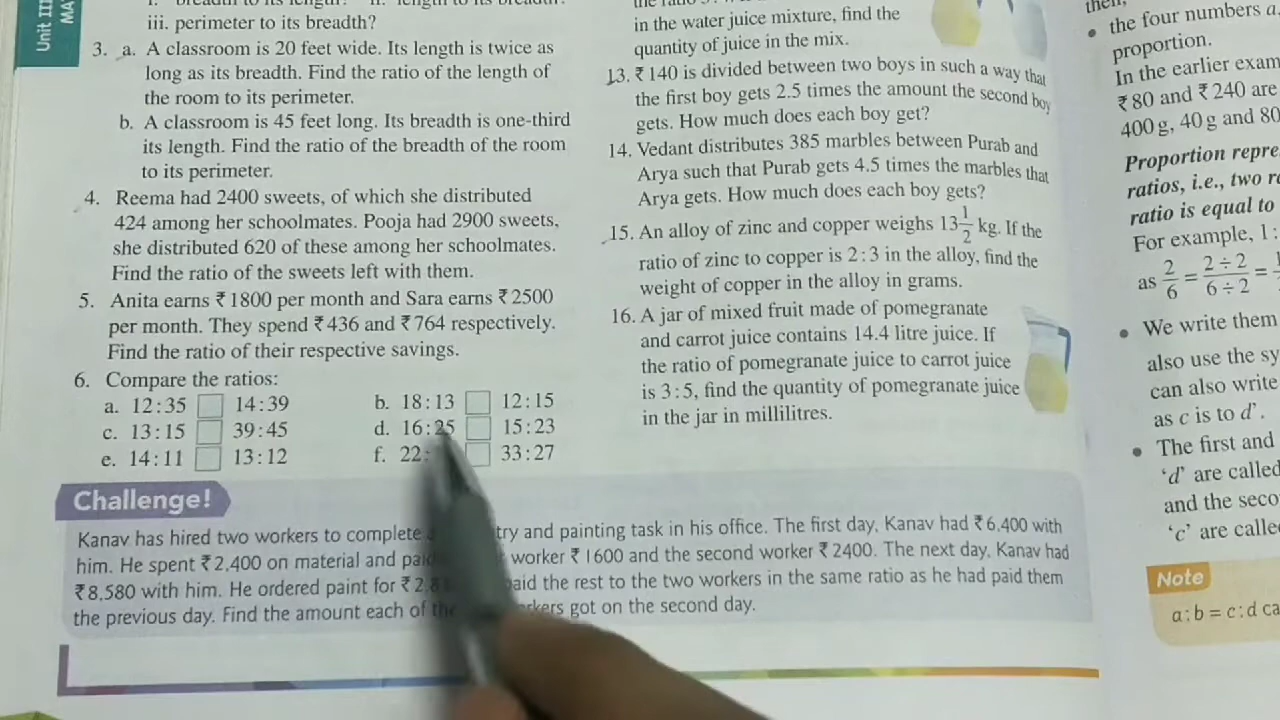 Unit III
MA
iii. perimeter to its breadth?
3. a. A classroom is 20 feet wide. Its length is twice as
long as its breadth. Find the ratio of the length of
the room to its perimeter.
b. A classroom is 45 feet long. Its breadth is one-third
its length. Find the ratio of the breadth of the room
to its perimeter.
4. Reema had 2400 sweets, of which she distributed
424 among her schoolmates. Pooja had 2900 sweets,
she distributed 620 of these among her schoolmates.
Find the ratio of the sweets left with them.
5. Anita earns ₹1800 per month and Sara earns ₹2500
per month. They spend ₹436 and ₹764 respectively.
Find the ratio of their respective savings.
6. Compare the ratios:
a. 12:35 14:39 b. 18:13 12:15
c. 13:15 39:45 d. 16:25 15:23
e. 14:11 13:12 f. 22: 33:27
in the water juice mixture, find the
quantity of juice in the mix.
13. ₹140 is divided between two boys in such a way that
the first boy gets 2.5 times the amount the second boy
gets. How much does each boy get?
14. Vedant distributes 385 marbles between Purab and
Arya such that Purab gets 4.5 times the marbles that
Arya gets. How much does each boy gets?
15. An alloy of zinc and copper weighs 13 1/2 kg. If the
ratio of zinc to copper is 2:3 in the alloy, find the
weight of copper in the alloy in grams.
16. A jar of mixed fruit made of pomegranate
and carrot juice contains 14.4 litre juice. If
the ratio of pomegranate juice to carrot juice
is 3:5, find the quantity of pomegranate juice
in the jar in millilitres.
Challenge!
Kanav has hired two workers to complete and painting task in his office. The first day, Kanav had ₹6,400 with
him. He spent ₹2,400 on material and worker ₹1600 and the second worker ₹2400. The next day, Kanav had
₹8,580 with him. He ordered paint for the rest to the two workers in the same ratio as he had paid them
the previous day. Find the amount each of got on the second day.
then,
• the four numbers
proportion.
In the earlier
₹80 and ₹240 are
400 g, 40 g and 80
Proportion
ratios, i.e., two
ratio is equal to
For example, 1:
as 2/6 = 2÷2/6÷2 =
• We write them
also use the
can also write
as c is to d'.
• The first and
'd' are called
and the
'c' are
Note
a:b = c:d